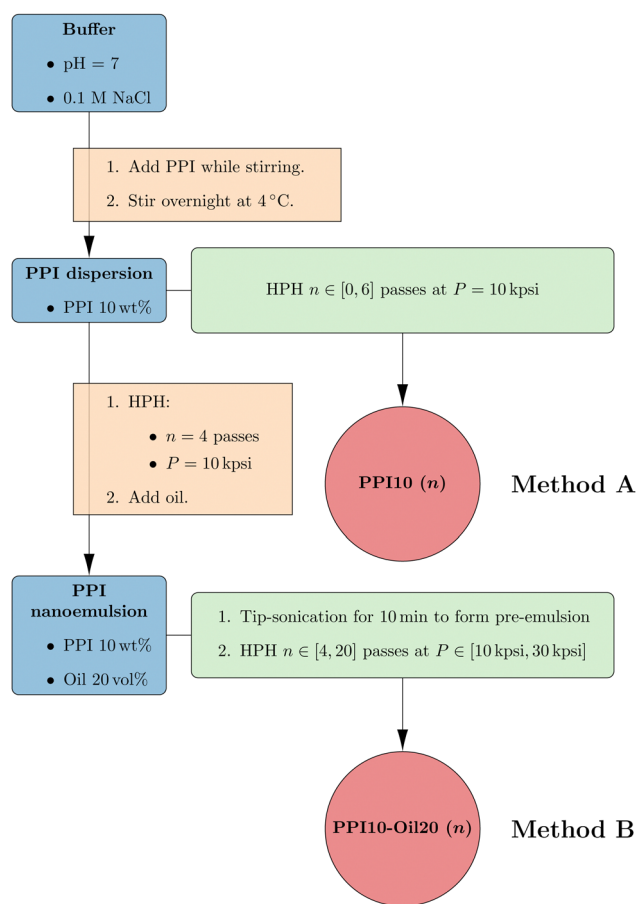 Buffer
• pH = 7
• 0.1 M NaCl
1. Add PPI while stirring.
2. Stir overnight at 4 °C.
PPI dispersion
• PPI 10 wt%
HPH n ∈ [0, 6] passes at P = 10 kpsi
1. HPH:
• n = 4 passes
• P = 10 kpsi
2. Add oil.
PPI10 (n)
Method A
PPI
nanoemulsion
• PPI 10 wt%
• Oil 20 vol%
1. Tip-sonication for 10 min to form pre-emulsion
2. HPH n ∈ [4, 20] passes at P ∈ [10 kpsi, 30 kpsi]
PPI10-Oil20 (n)
Method B